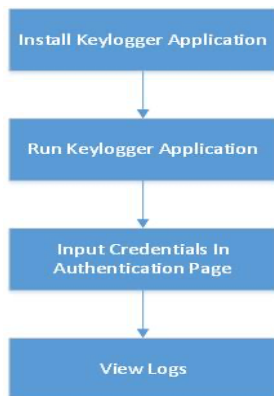 Install Keylogger Application
Run Keylogger Application
Input Credentials In
Authentication Page
View Logs